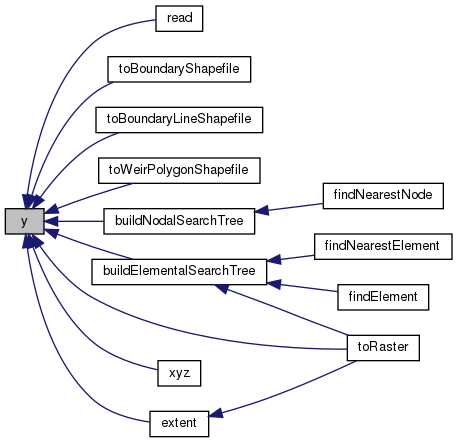 read
toBoundaryShapefile
toBoundaryLineShapefile
toWeirPolygonShapefile
findNearestNode
y
buildNodalSearchTree
findNearestElement
buildElementalSearchTree
findElement
toRaster
xyz
extent